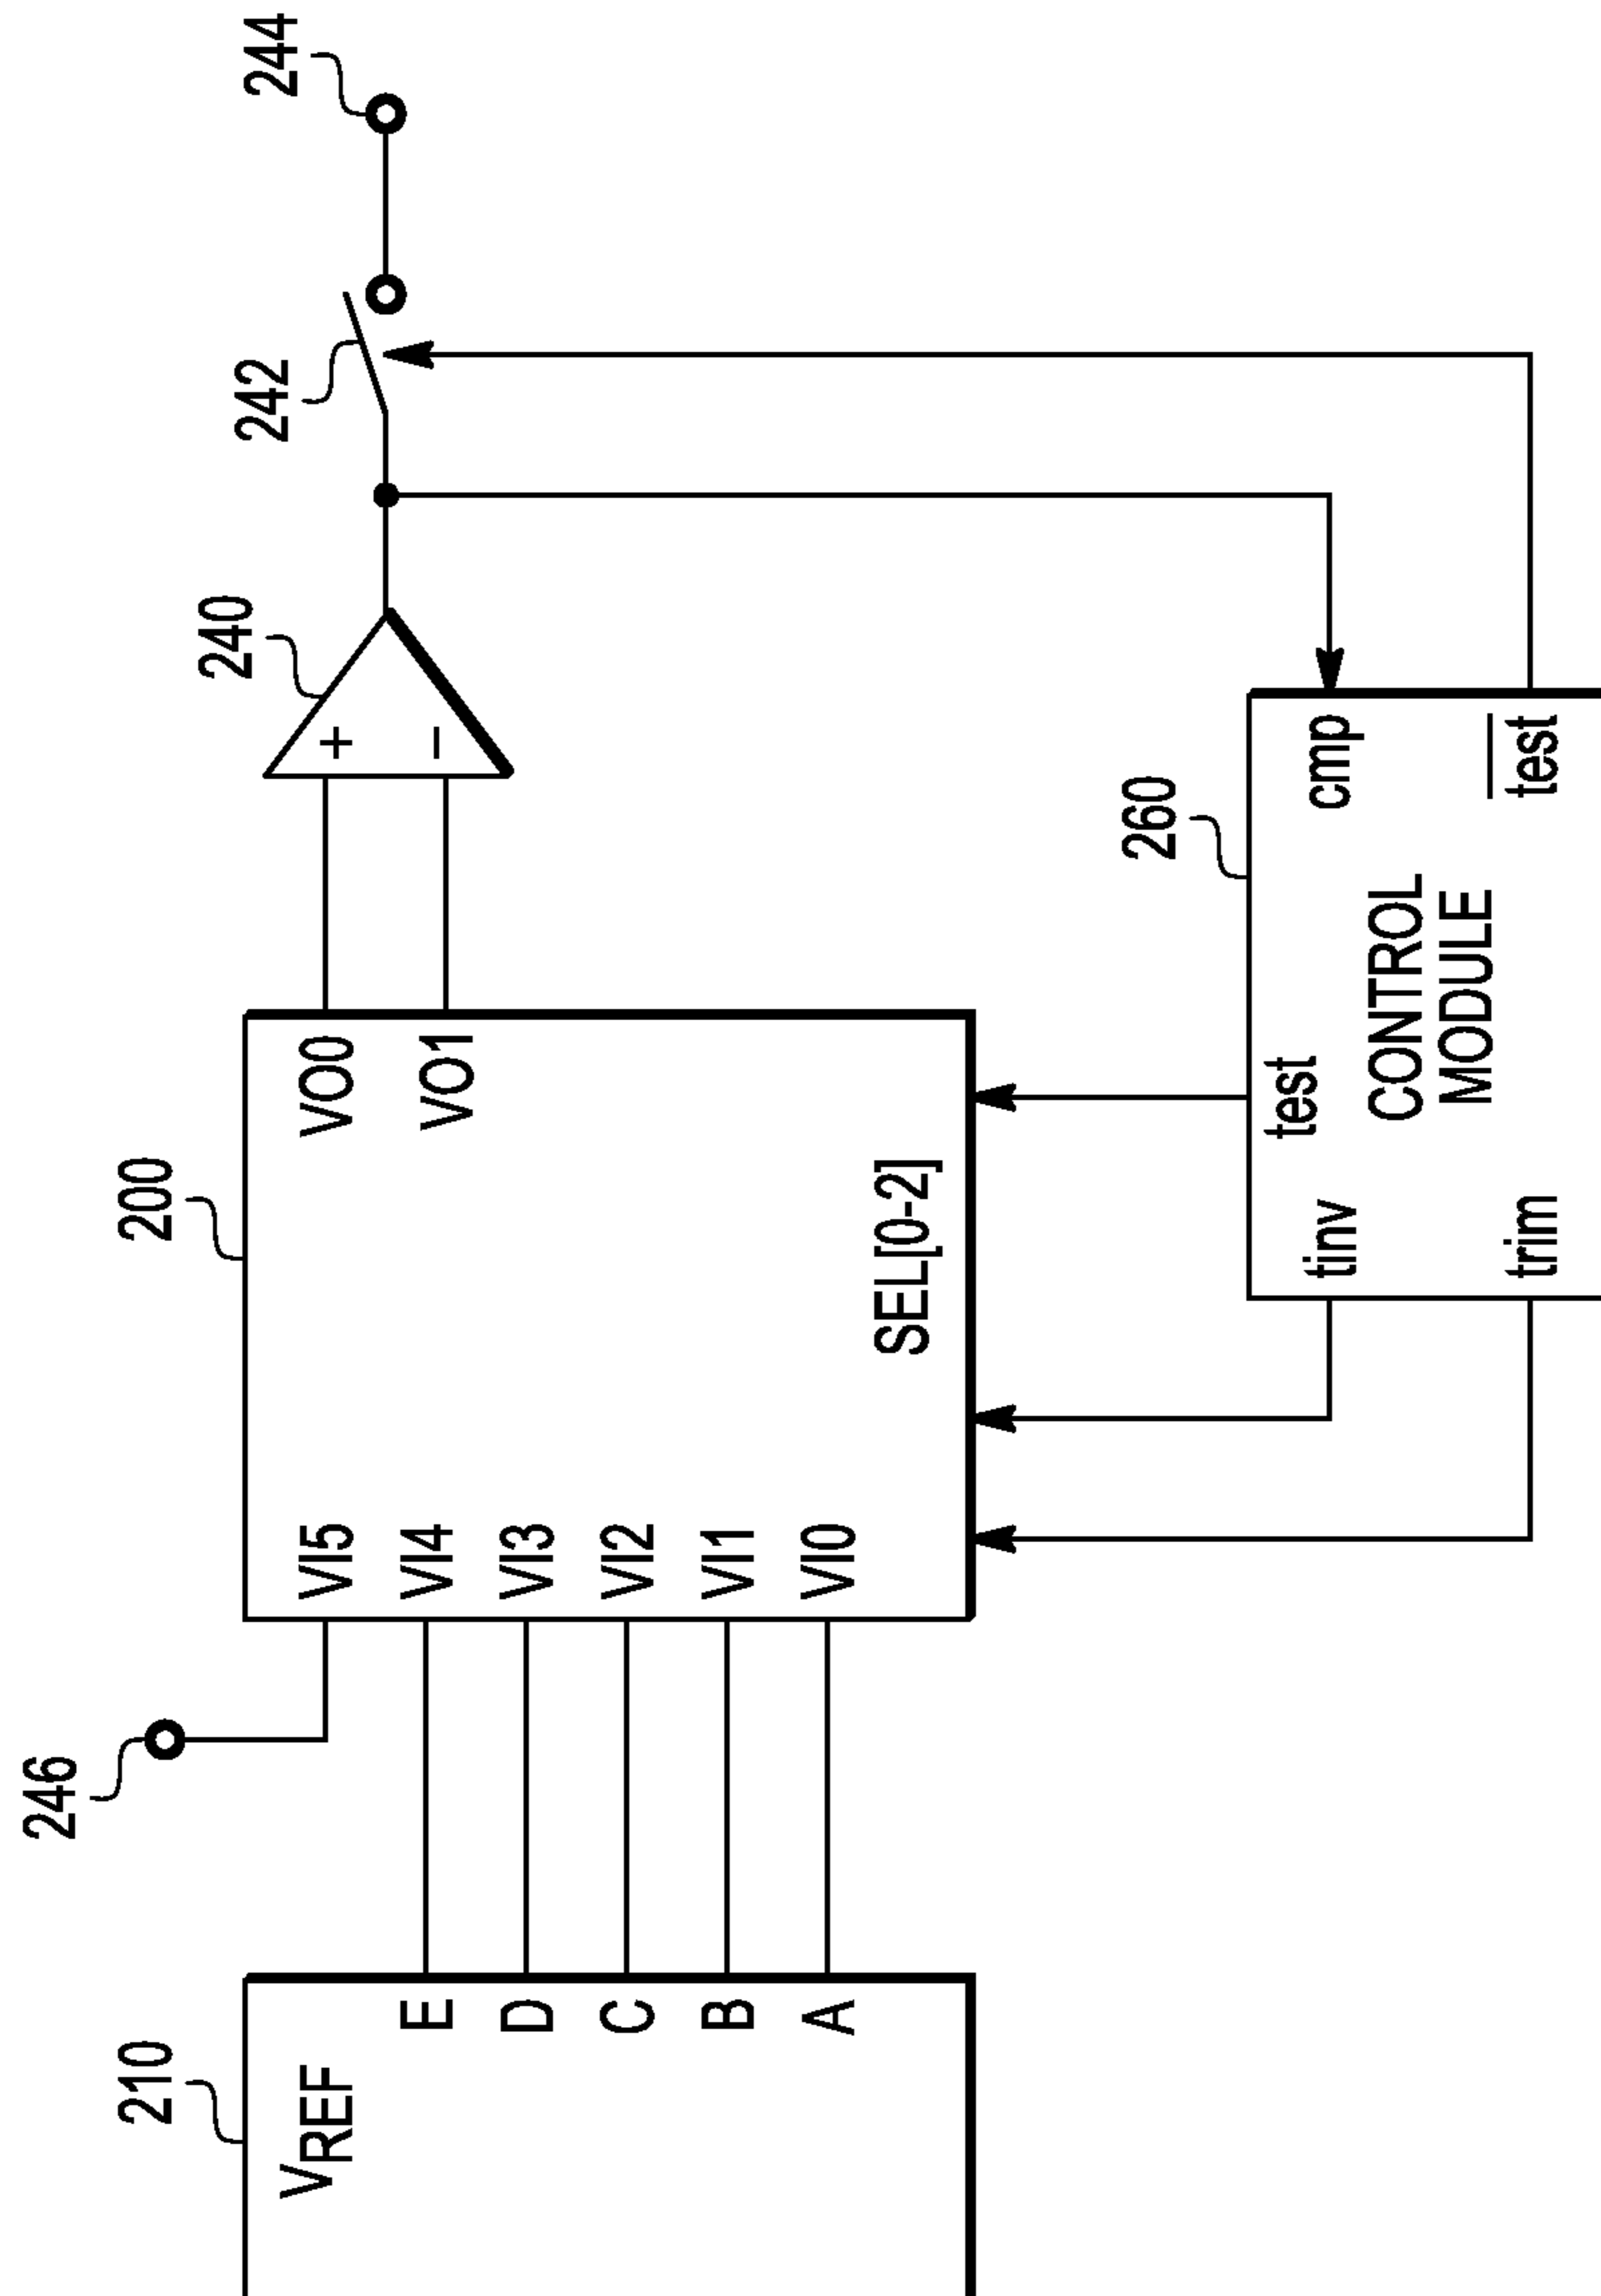 210
VREF
E
D
C
B
A
246
200
VI5
VI4
VI3
VI2
VI1
VI0
VO0
VO1
SEL[0-2]
240
242
244
260
tinv
test
cmp
CONTROL
MODULE
trim
test